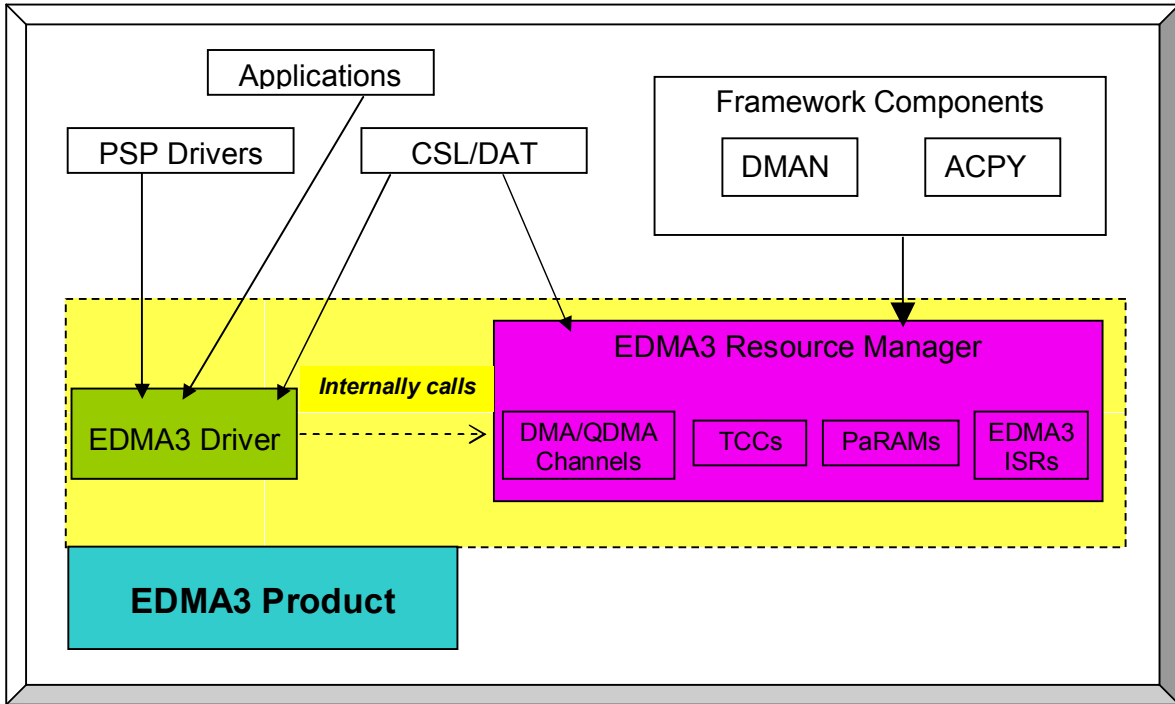 Applications
Framework Components
PSP Drivers
CSL/DAT
DMAN
ACPY
EDMA3 Resource Manager
Internally calls
EDMA3 Driver
DMA/QDMA
Channels
TCCs
PaRAMs
EDMA3
ISRs
EDMA3 Product